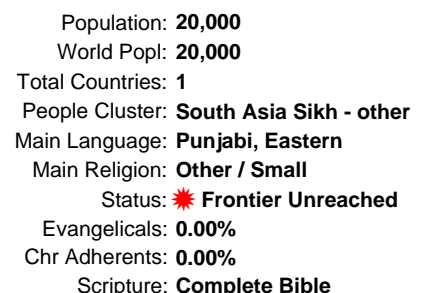 Population: 20,000
World Popl: 20,000
Total Countries: 1
People Cluster: South Asia Sikh - other
Main Language: Punjabi, Eastern
Main Religion: Other / Small
Status: Frontier Unreached
Evangelicals: 0.00%
Chr Adherents: 0.00%
Scripture: Complete Bible